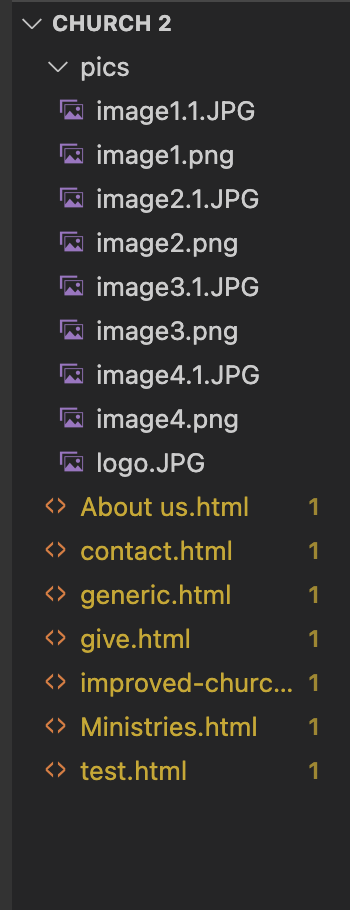 CHURCH 2
pics
image1.1.JPG
image1.png
image2.1.JPG
image2.png
image3.1.JPG
image3.png
image4.1.JPG
image4.png
logo.JPG
About us.html 1
contact.html 1
generic.html 1
give.html 1
improved-churc... 1
Ministries.html 1
test.html 1